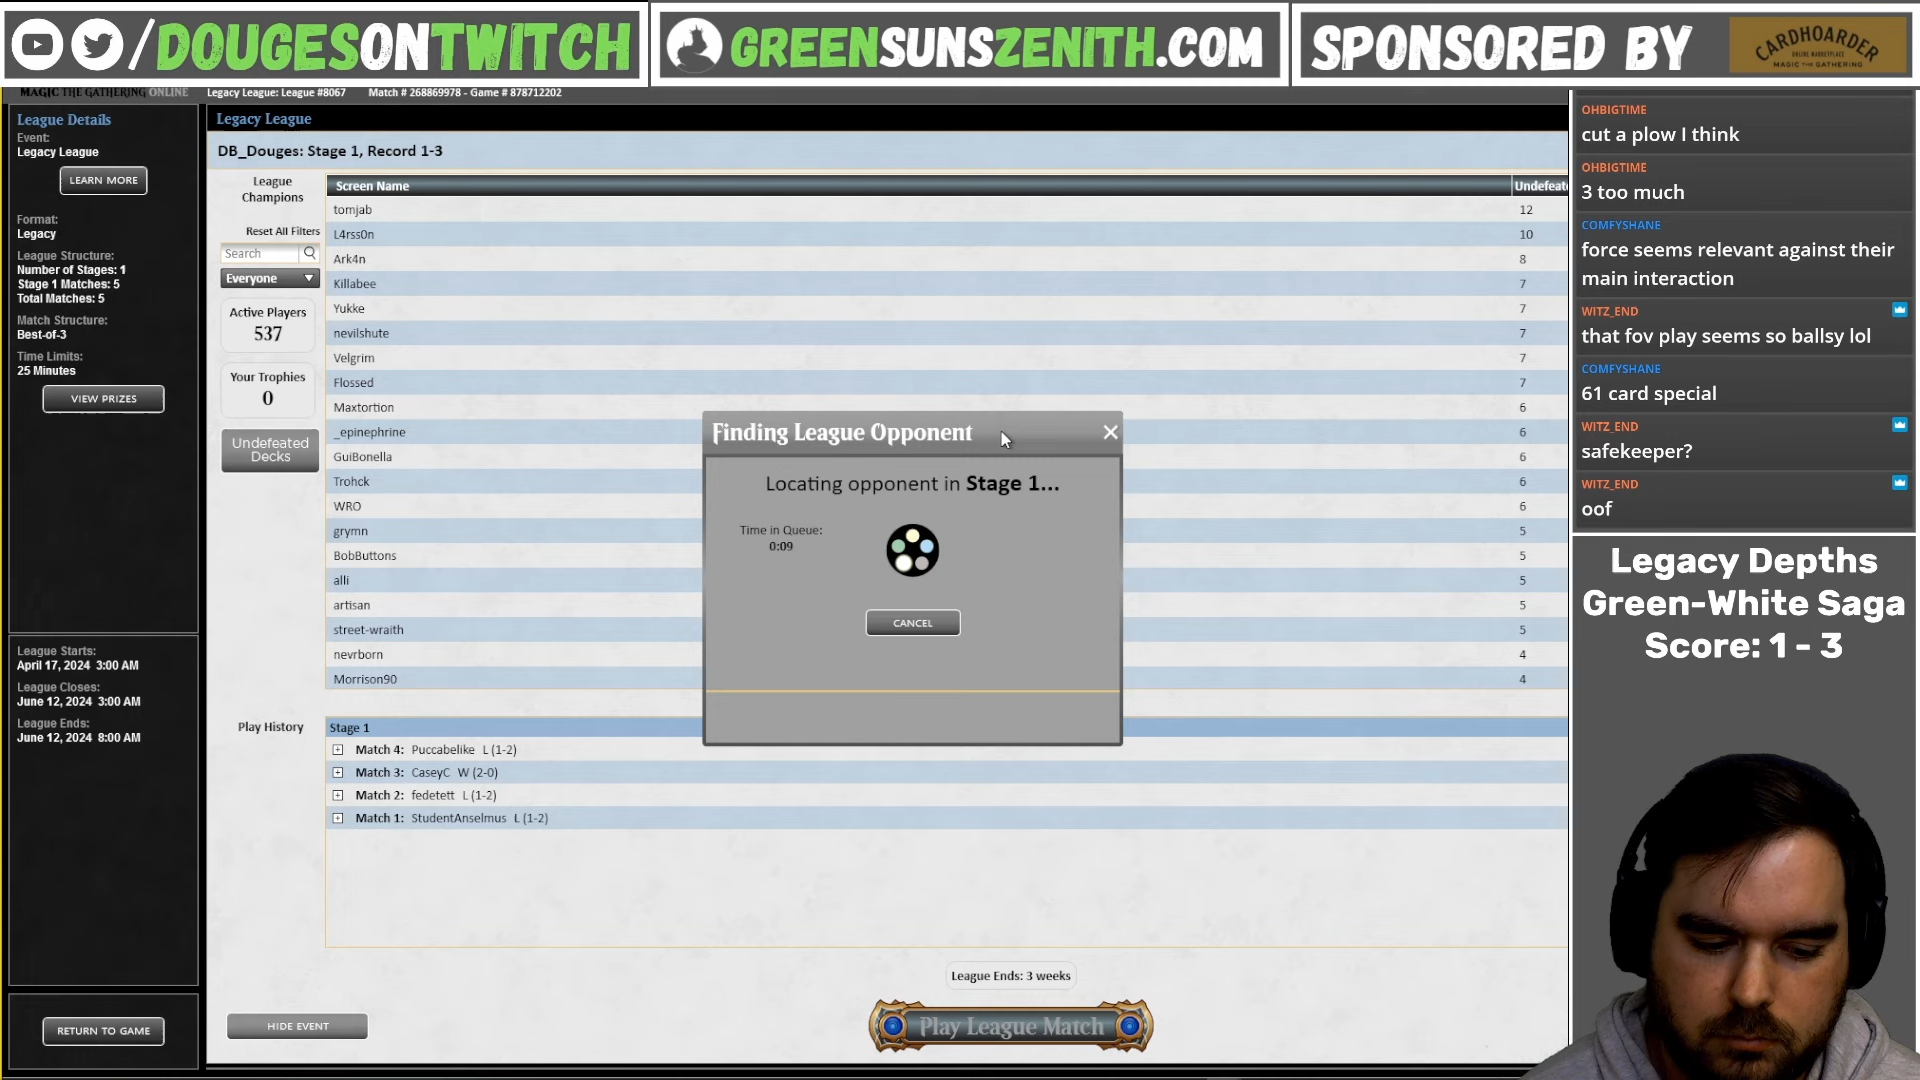 /DOUGESONTWITCH
GREENSUNSZENITH.COM
SPONSORED BY
CARDHOARDER
ONLINE MARKETPLACE
MAGIC THE GATHERING
MAGIC THE GATHERING ONLINE
Legacy League: League #8067
Match # 268869978 - Game # 878712202
League Details
Event:
Legacy League
LEARN MORE
Format:
Legacy
League Structure:
Number of Stages: 1
Stage 1 Matches: 5
Total Matches: 5
Match Structure:
Best-of-3
Time Limits:
25 Minutes
VIEW PRIZES
League Starts:
April 17, 2024 3:00 AM
League Closes:
June 12, 2024 3:00 AM
League Ends:
June 12, 2024 8:00 AM
RETURN TO GAME
Legacy League
DB_Douges: Stage 1, Record 1-3
League
Champions
Reset All Filters
Search
Everyone
Active Players
537
Your Trophies
0
Undefeated
Decks
Screen Name Undefeat
tomjab 12
L4rss0n 10
Ark4n 8
Killabee 7
Yukke 7
nevilshute 7
Velgrim 7
Flossed 7
Maxtortion 6
_epinephrine 6
GuiBonella 6
Trohck 6
WRO 6
grymn 5
BobButtons 5
alli 5
artisan 5
street-wraith 5
nevrborn 4
Morrison90 4
Finding League Opponent
Locating opponent in Stage 1...
Time in Queue:
0:09
CANCEL
Play History
Stage 1
Match 4: Puccabelike L (1-2)
Match 3: CaseyC W (2-0)
Match 2: fedetett L (1-2)
Match 1: StudentAnselmus L (1-2)
League Ends: 3 weeks
HIDE EVENT
Play League Match
OHBIGTIME
cut a plow I think
OHBIGTIME
3 too much
COMFYSHANE
force seems relevant against their
main interaction
WITZ_END
that fov play seems so ballsy lol
COMFYSHANE
61 card special
WITZ_END
safekeeper?
WITZ_END
oof
Legacy Depths
Green-White Saga
Score: 1 - 3